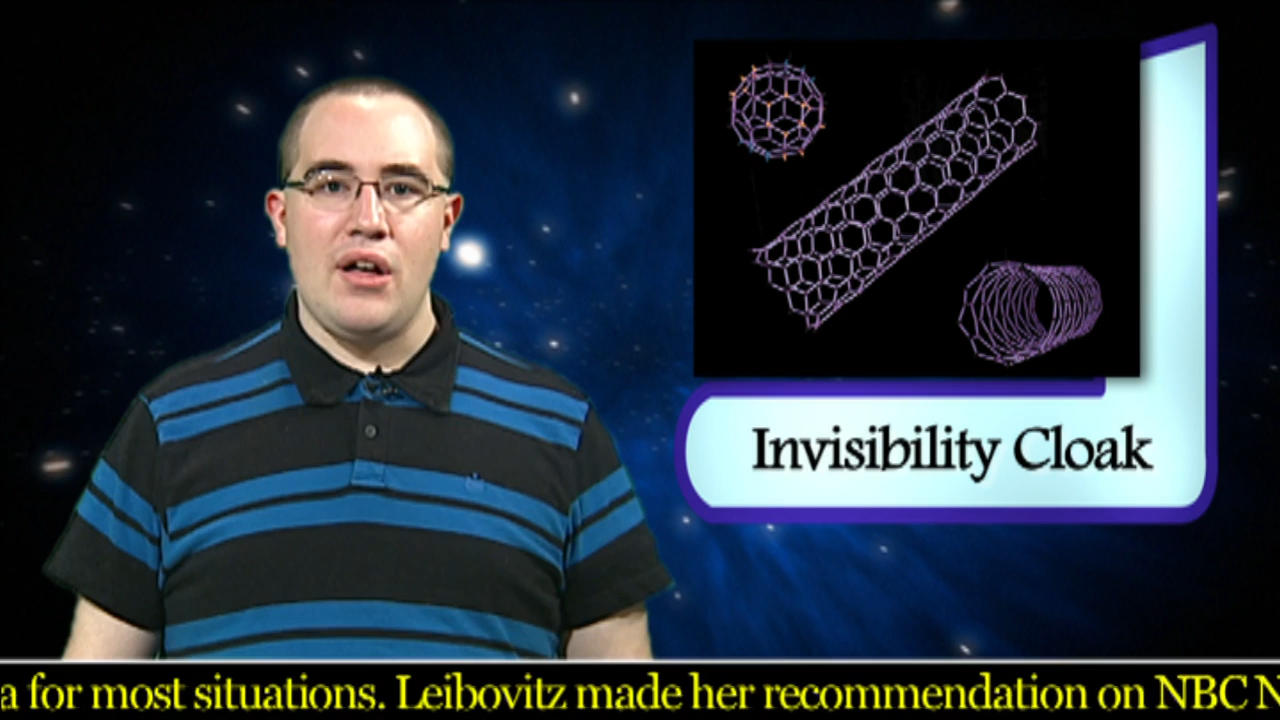 Invisibility Cloak
a for most situations. Leibovitz made her recommendation on NBC N